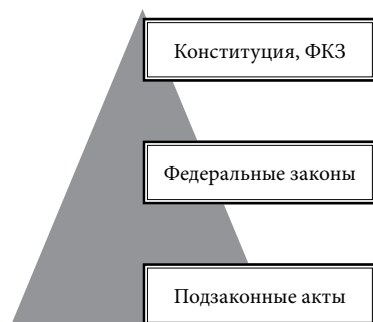 Конституция, ФКЗ
Федеральные законы
Подзаконные акты